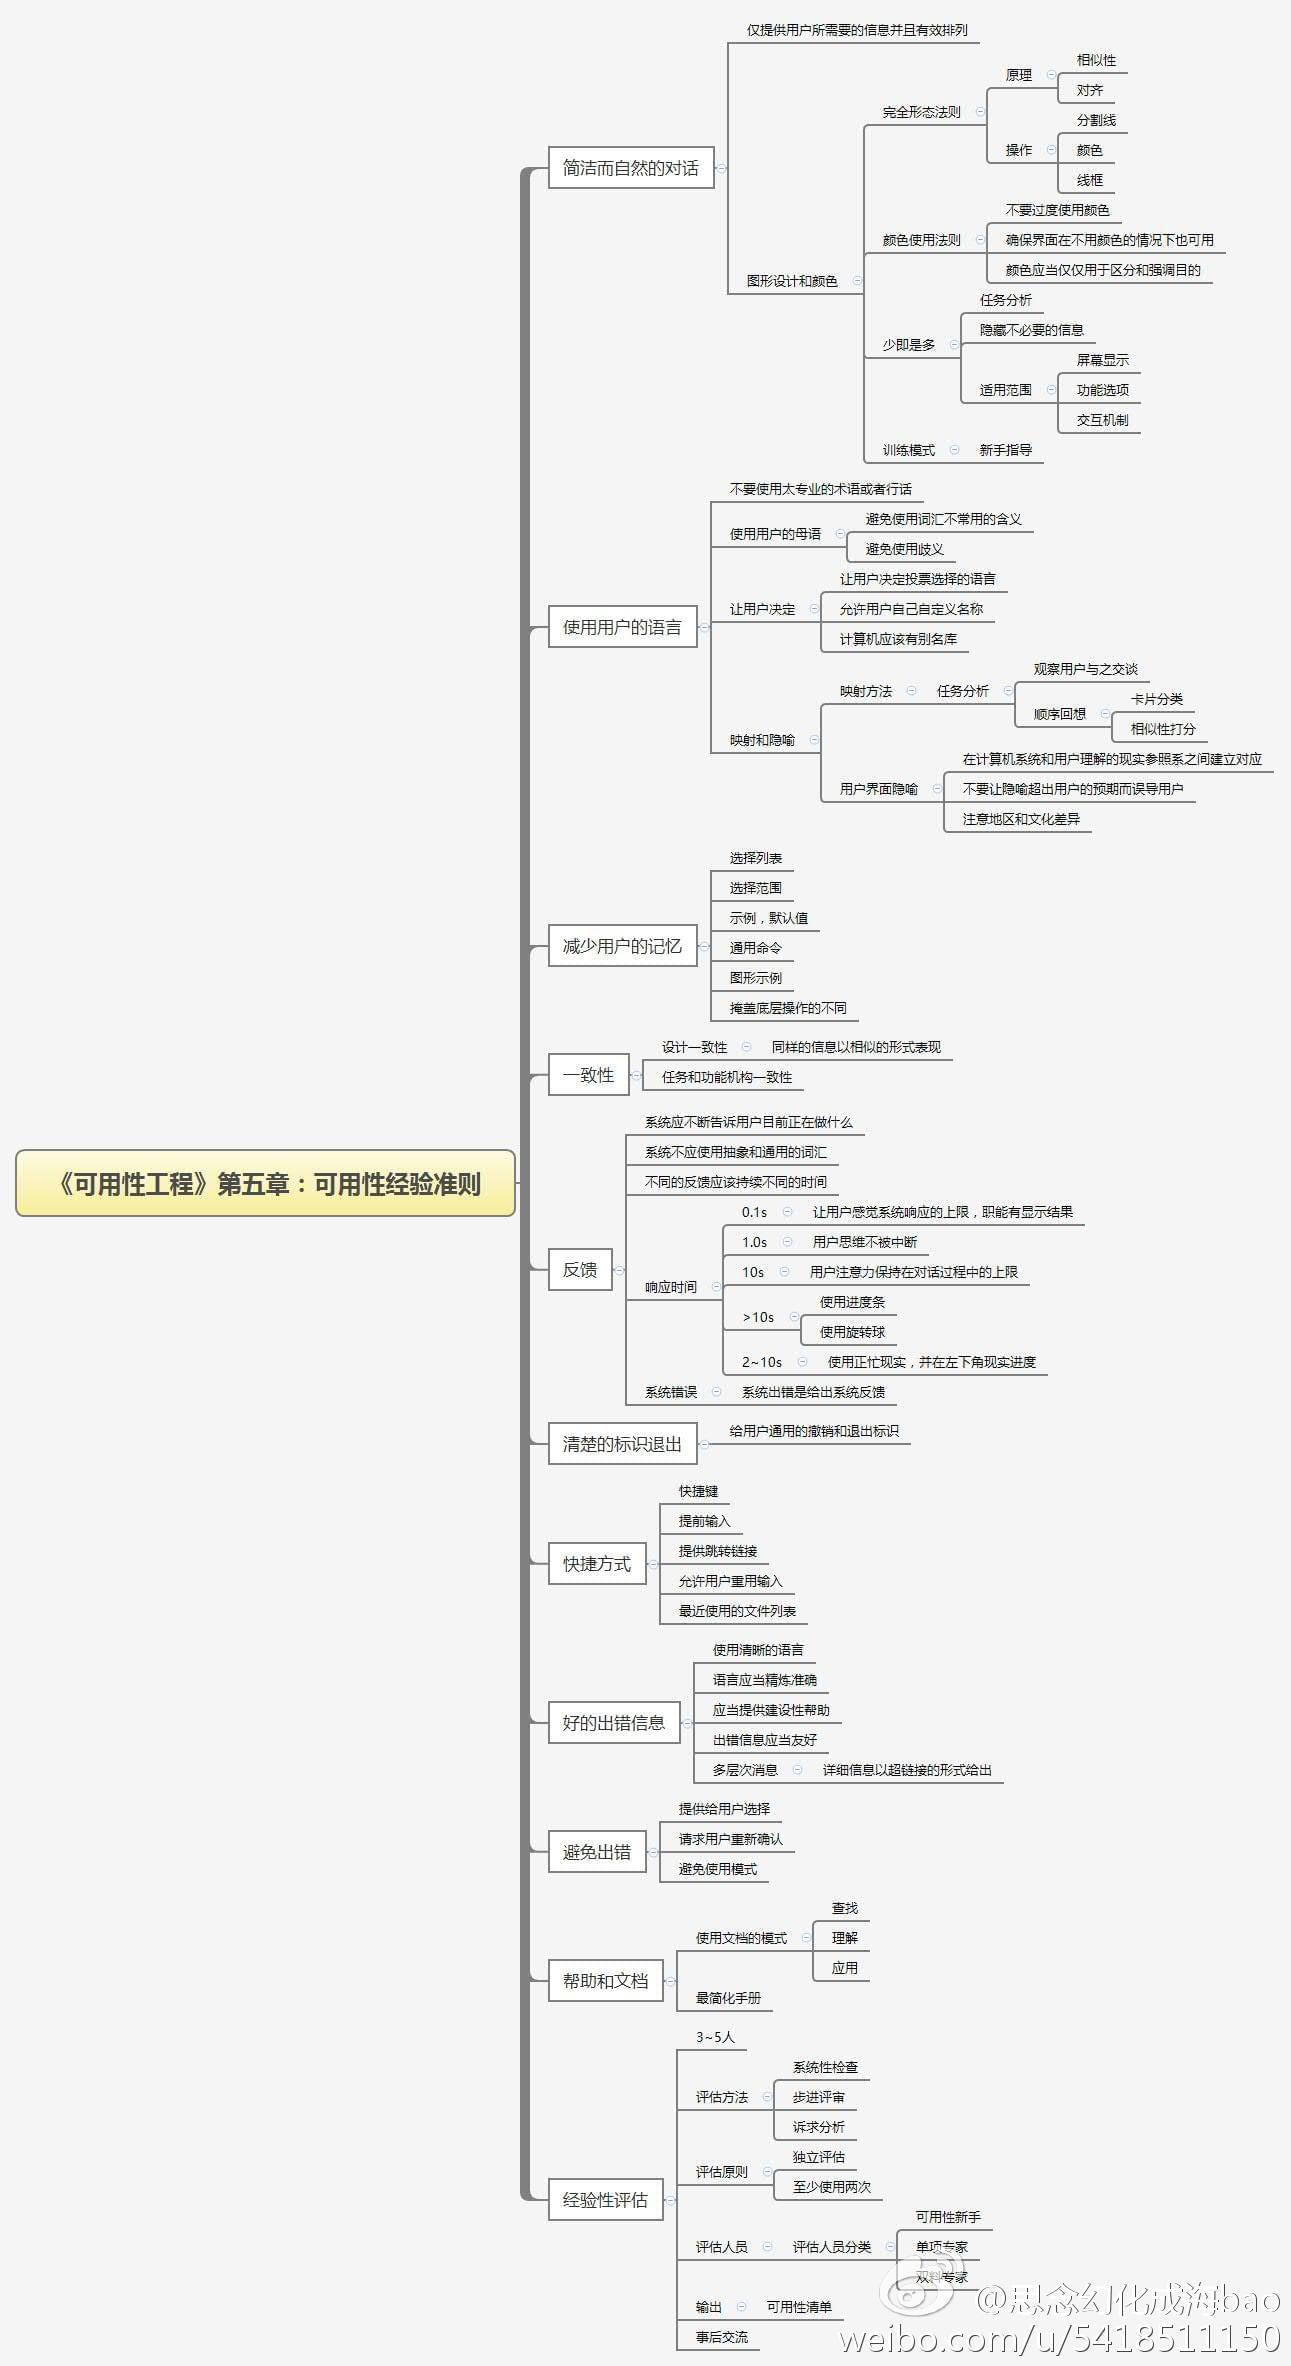 《可用性工程》第五章：可用性经验准则
简洁而自然的对话
仅提供用户所需要的信息并且有效排列
图形设计和颜色
完全形态法则
原理
相似性
对齐
操作
分割线
颜色
线框
颜色使用法则
不要过度使用颜色
确保界面在不用颜色的情况下也可用
颜色应当仅仅用于区分和强调目的
少即是多
任务分析
隐藏不必要的信息
适用范围
屏幕显示
功能选项
交互机制
训练模式
新手指导
使用用户的语言
不要使用太专业的术语或者行话
使用用户的母语
避免使用词汇不常用的含义
避免使用歧义
让用户决定
让用户决定投票选择的语言
允许用户自己自定义名称
计算机应该有别名库
映射和隐喻
映射方法
任务分析
观察用户与之交谈
顺序回想
卡片分类
相似性打分
用户界面隐喻
在计算机系统和用户理解的现实参照系之间建立对应
不要让隐喻超出用户的预期而误导用户
注意地区和文化差异
减少用户的记忆
选择列表
选择范围
示例，默认值
通用命令
图形示例
掩盖底层操作的不同
一致性
设计一致性
同样的信息以相似的形式表现
任务和功能机构一致性
反馈
系统应不断告诉用户目前正在做什么
系统不应使用抽象和通用的词汇
不同的反馈应该持续不同的时间
响应时间
0.1s
让用户感觉系统响应的上限，职能有显示结果
1.0s
用户思维不被中断
10s
用户注意力保持在对话过程中的上限
>10s
使用进度条
使用旋转球
2~10s
使用正忙现实，并在左下角现实进度
系统错误
系统出错是给出系统反馈
清楚的标识退出
给用户通用的撤销和退出标识
快捷方式
快捷键
提前输入
提供跳转链接
允许用户重用输入
最近使用的文件列表
好的出错信息
使用清晰的语言
语言应当精炼准确
应当提供建设性帮助
出错信息应当友好
多层次消息
详细信息以超链接的形式给出
避免出错
提供给用户选择
请求用户重新确认
避免使用模式
帮助和文档
使用文档的模式
查找
理解
应用
最简化手册
经验性评估
3~5人
评估方法
系统性检查
步进评审
诉求分析
评估原则
独立评估
至少使用两次
评估人员
评估人员分类
可用性新手
单项专家
双料专家
输出
可用性清单
事后交流
@思念幻化成海bao
weibo.com/u/5418511150